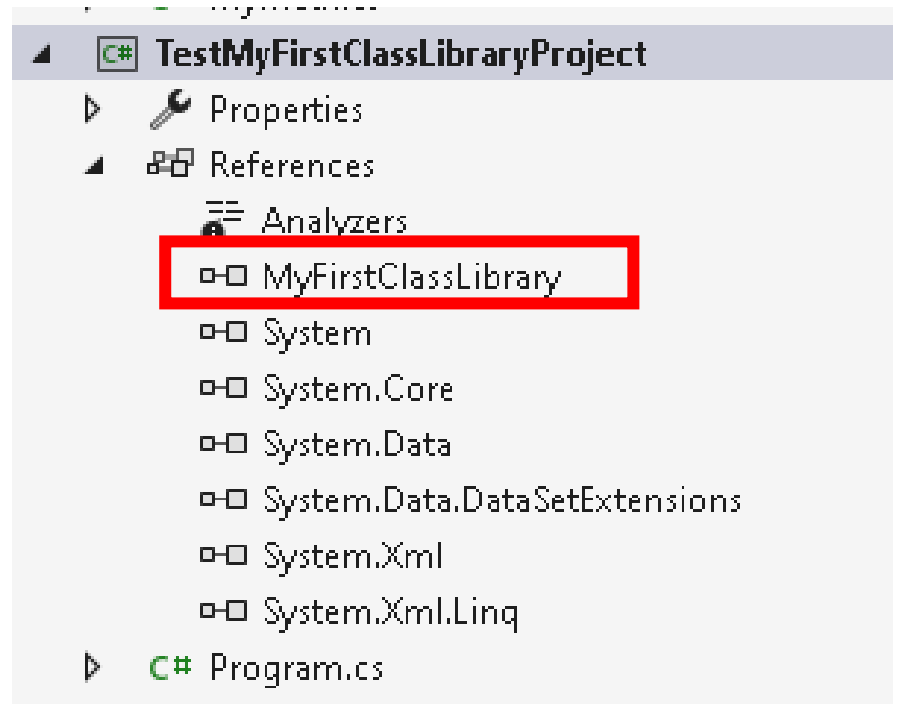 C# TestMyFirstClassLibraryProject
Properties
References
Analyzers
MyFirstClassLibrary
System
System.Core
System.Data
System.Data.DataSetExtensions
System.Xml
System.Xml.Linq
C# Program.cs